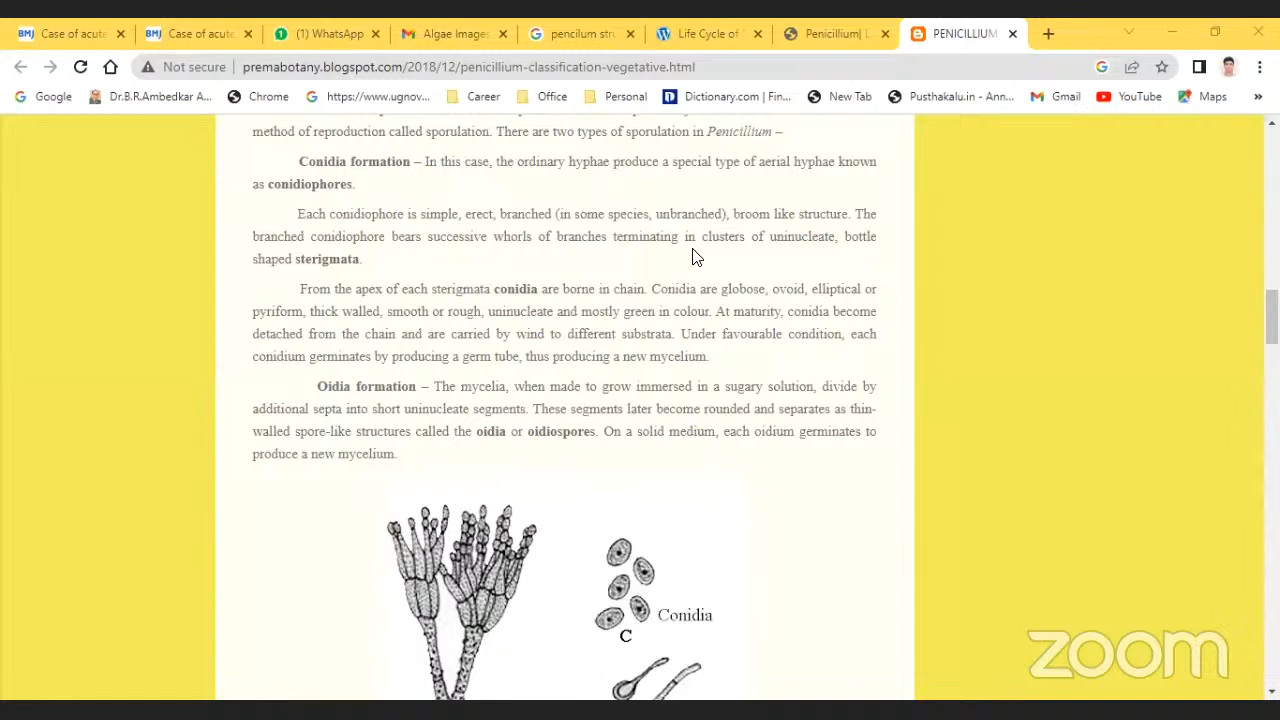 BMJ Case of acute
BMJ Case of acute
1 (1) WhatsApp
Algae Images
pencilum str
Life Cycle of
Penicillium| L
PENICILLIUM
Not secure premabotany.blogspot.com/2018/12/penicillium-classification-vegetative.html
Google Dr.B.R.Ambedkar A... Chrome https://www.ugnov... Career Office Personal Dictionary.com | Fin... New Tab Pusthakalu.in - Ann... Gmail YouTube Maps »
method of reproduction called sporulation. There are two types of sporulation in Penicillium –
Conidia formation – In this case, the ordinary hyphae produce a special type of aerial hyphae known
as conidiophores.
Each conidiophore is simple, erect, branched (in some species, unbranched), broom like structure. The
branched conidiophore bears successive whorls of branches terminating in clusters of uninucleate, bottle
shaped sterigmata.
From the apex of each sterigmata conidia are borne in chain. Conidia are globose, ovoid, elliptical or
pyriform, thick walled, smooth or rough, uninucleate and mostly green in colour. At maturity, conidia become
detached from the chain and are carried by wind to different substrata. Under favourable condition, each
conidium germinates by producing a germ tube, thus producing a new mycelium.
Oidia formation – The mycelia, when made to grow immersed in a sugary solution, divide by
additional septa into short uninucleate segments. These segments later become rounded and separates as thin-
walled spore-like structures called the oidia or oidiospores. On a solid medium, each oidium germinates to
produce a new mycelium.
Conidia
C
zoom